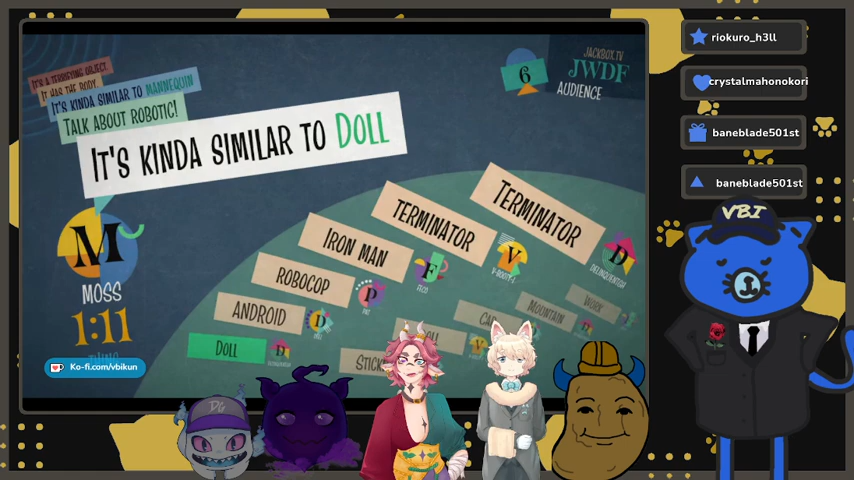 IT'S A TERRIFYING OBJECT.
IT HAS THE BODY
IT'S KINDA SIMILAR TO MANNEQUIN
TALK ABOUT ROBOTIC!
IT'S KINDA SIMILAR TO DOLL
M
MOSS
1:11
Ko-fi.com/vbikun
6
JACKBOX.TV
JWDF
AUDIENCE
TERMINATOR
D
TERMINATOR
V
IRON MAN
F
ROBOCOP
P
ANDROID
D
DOLL
D
STICK
MOUNTAIN
WORK
riokuro_h3ll
crystalmahonokori
baneblade501st
baneblade501st
VBI
DG